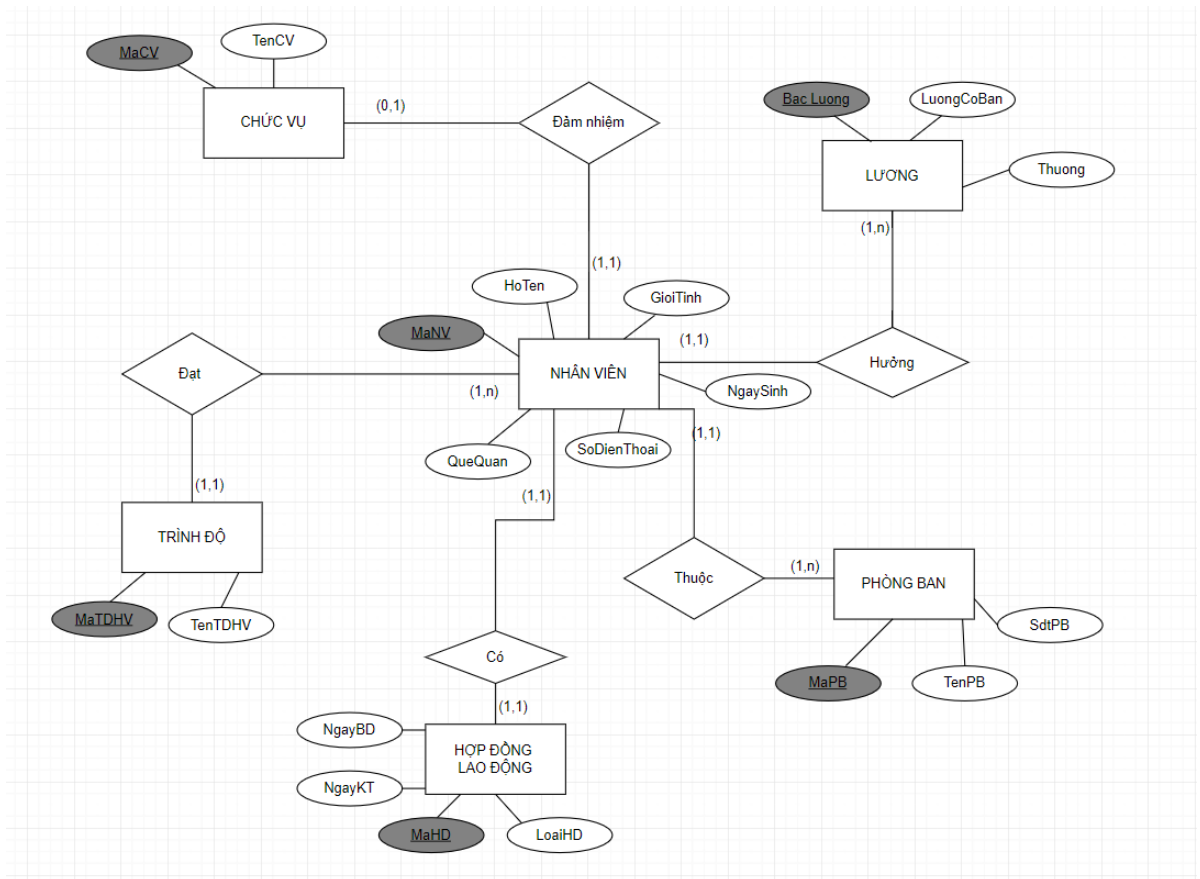 TenCV
MaCV
CHỨC VỤ
(0,1)
Đảm nhiệm
(1,1)
Bac Luong
LuongCoBan
LƯƠNG
Thuong
(1,n)
HoTen
GioiTinh
MaNV
(1,1)
Hưởng
NHÂN VIÊN
Đạt
(1,n)
NgaySinh
QueQuan
SoDienThoai
(1,1)
(1,1)
(1,1)
TRÌNH ĐỘ
MaTDHV
TenTDHV
Thuộc
(1,n)
PHÒNG BAN
SdtPB
MaPB
TenPB
Có
(1,1)
NgayBD
HỢP ĐỒNG
LAO ĐỘNG
NgayKT
MaHD
LoaiHD